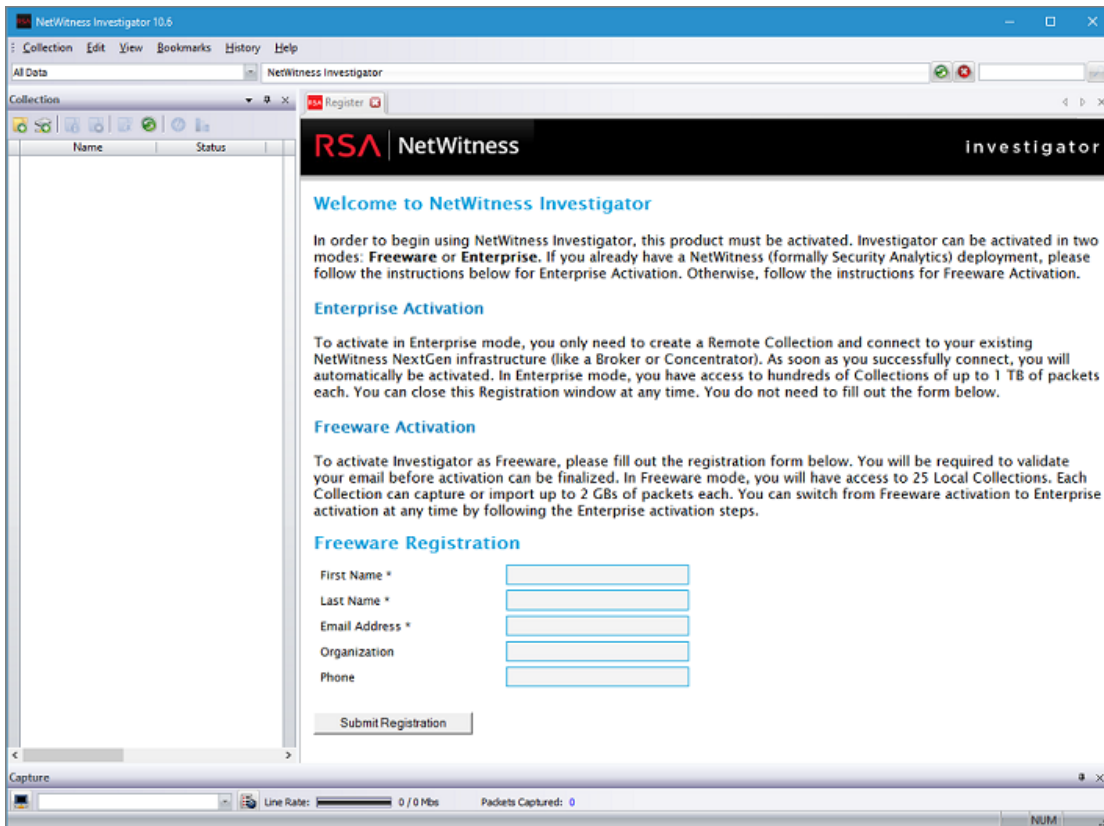 NetWitness Investigator 10.6
Collection Edit View Bookmarks History Help
All Data NetWitness Investigator
Collection
RSA Register
Name Status
RSA NetWitness investigator
Welcome to NetWitness Investigator
In order to begin using NetWitness Investigator, this product must be activated. Investigator can be activated in two
modes: Freeware or Enterprise. If you already have a NetWitness (formally Security Analytics) deployment, please
follow the instructions below for Enterprise Activation. Otherwise, follow the instructions for Freeware Activation.
Enterprise Activation
To activate in Enterprise mode, you only need to create a Remote Collection and connect to your existing
NetWitness NextGen infrastructure (like a Broker or Concentrator). As soon as you successfully connect, you will
automatically be activated. In Enterprise mode, you have access to hundreds of Collections of up to 1 TB of packets
each. You can close this Registration window at any time. You do not need to fill out the form below.
Freeware Activation
To activate Investigator as Freeware, please fill out the registration form below. You will be required to validate
your email before activation can be finalized. In Freeware mode, you will have access to 25 Local Collections. Each
Collection can capture or import up to 2 GBs of packets each. You can switch from Freeware activation to Enterprise
activation at any time by following the Enterprise activation steps.
Freeware Registration
First Name *
Last Name *
Email Address *
Organization
Phone
Submit Registration
Capture
Line Rate: 0 / 0 Mbs Packets Captured: 0
NUM